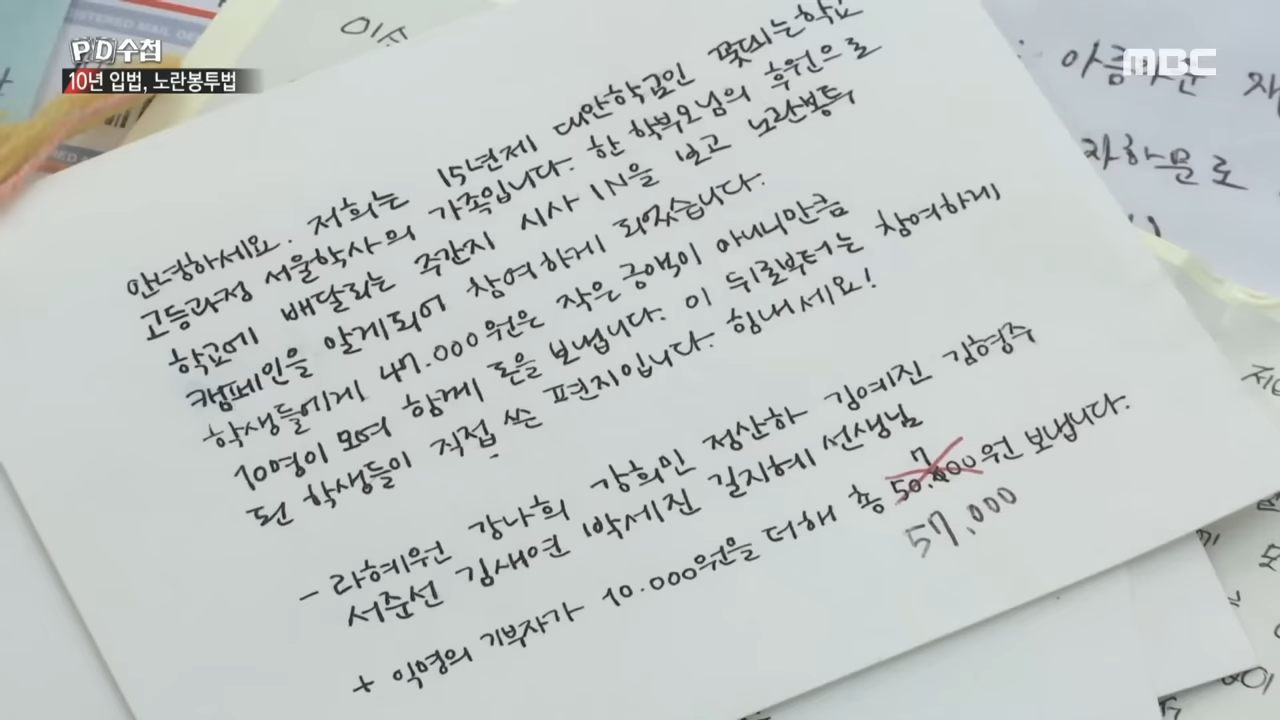 PD수첩
10년 입법, 노란봉투법
MBC
안녕하세요. 저희는 15년제 대안학교인 꽃피는학교
고등과정 서울학사의 가족입니다. 한 학부모님의 후원으로
학교에 배달되는 주간지 시사IN을 보고 노란봉투
캠페인을 알게되어 참여하게 되었습니다.
학생들에게 47.000원은 작은 금액이 아니니만큼
10명이 모여 함께 돈을 보냅니다. 이 뒤로부터는 참여하게
된 학생들이 직접 쓴 편지입니다. 힘내세요!
- 라혜원 강나희 강희민 정산하 김예진 김형주
서준선 김새연 박세진 길지혜 선생님
+ 익명의 기부자가 10.000원을 더해 총 50.000원 보냅니다.
7
57.000
자하문로